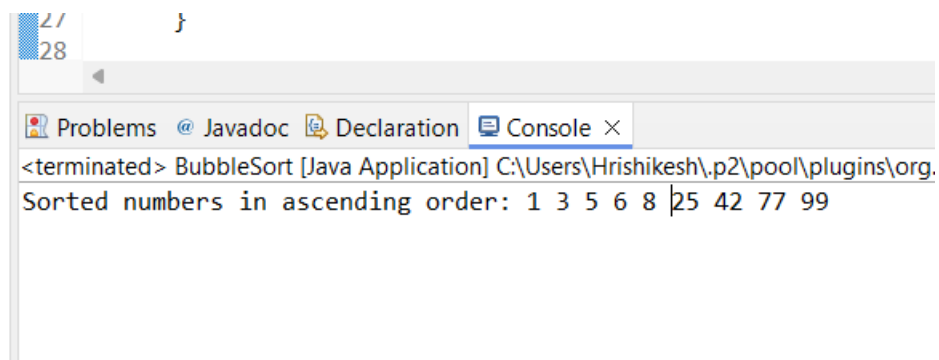 27 }
28
Problems @ Javadoc Declaration Console ×
<terminated> BubbleSort [Java Application] C:\Users\Hrishikesh\.p2\pool\plugins\org.
Sorted numbers in ascending order: 1 3 5 6 8 25 42 77 99